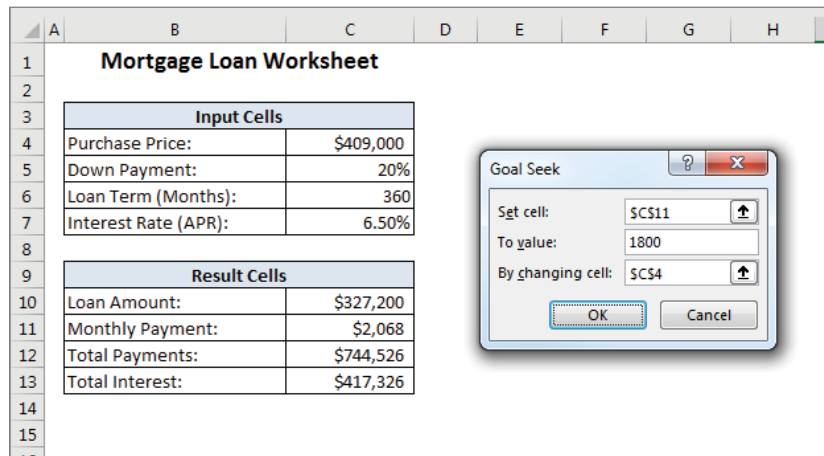 A B C D E F G H
1 Mortgage Loan Worksheet
2
3 Input Cells
4 Purchase Price: $409,000
5 Down Payment: 20%
6 Loan Term (Months): 360
7 Interest Rate (APR): 6.50%
8
9 Result Cells
10 Loan Amount: $327,200
11 Monthly Payment: $2,068
12 Total Payments: $744,526
13 Total Interest: $417,326
14
15
Goal Seek ? X
Set cell: $C$11
To value: 1800
By changing cell: $C$4
OK Cancel